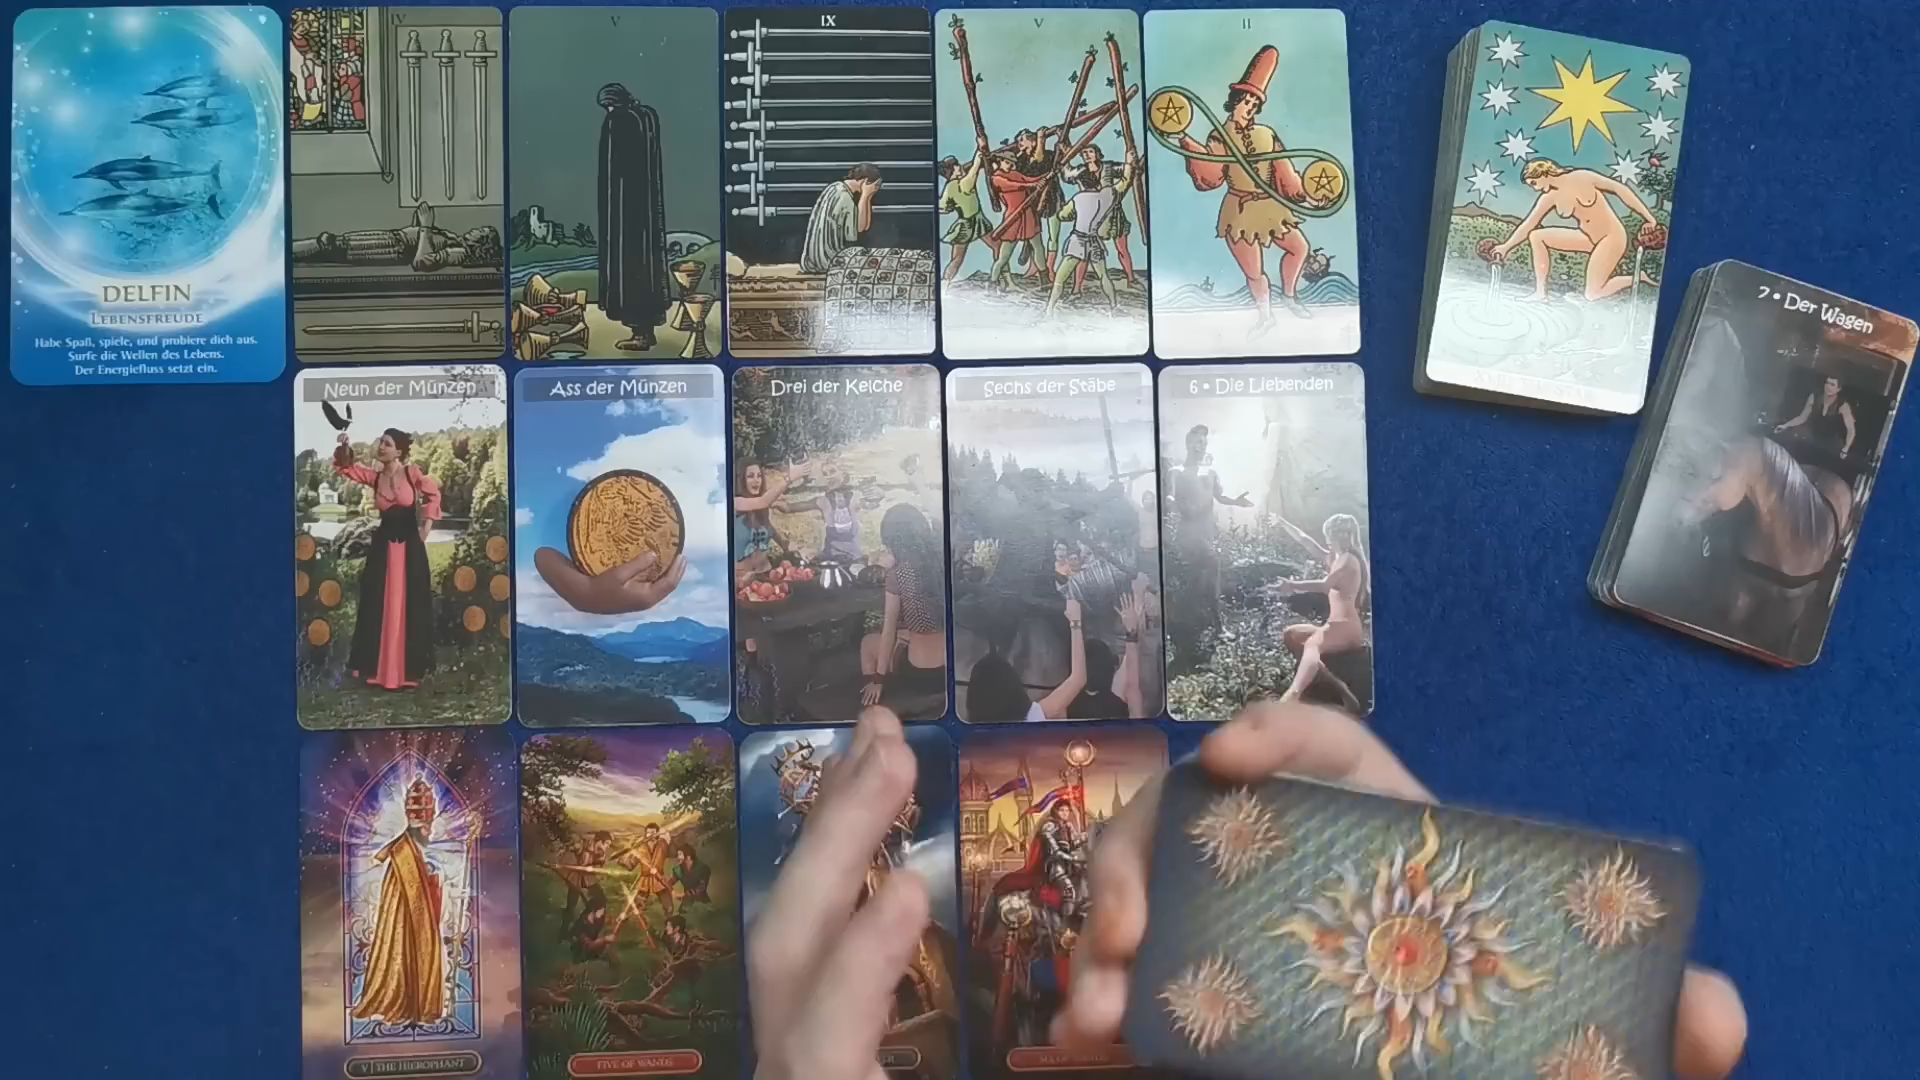 DELFIN
LEBENSFREUDE
Habe Spaß, spiele, und probiere dich aus.
Surfe die Wellen des Lebens.
Der Energiefluss setzt ein.
IV
V
IX
V
II
7 • Der Wagen
Neun der Münzen
Ass der Münzen
Drei der Kelche
Sechs der Stäbe
6 • Die Liebenden
V THE HIEROPHANT
FIVE OF WANDS